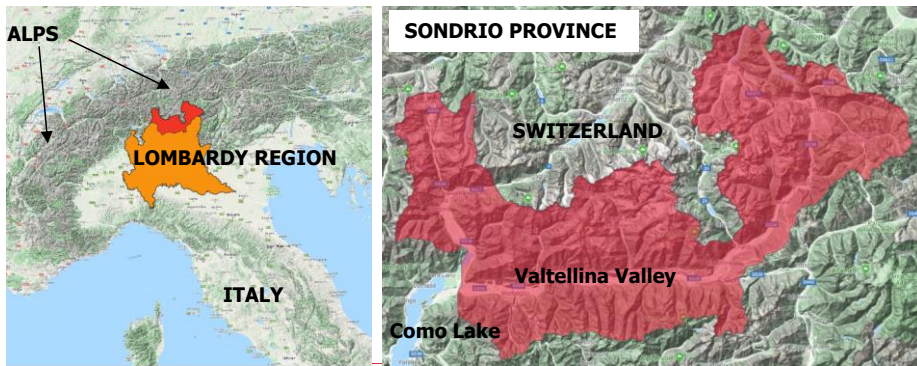 ALPS
LOMBARDY REGION
ITALY
SONDRIO PROVINCE
SWITZERLAND
Valtellina Valley
Como Lake